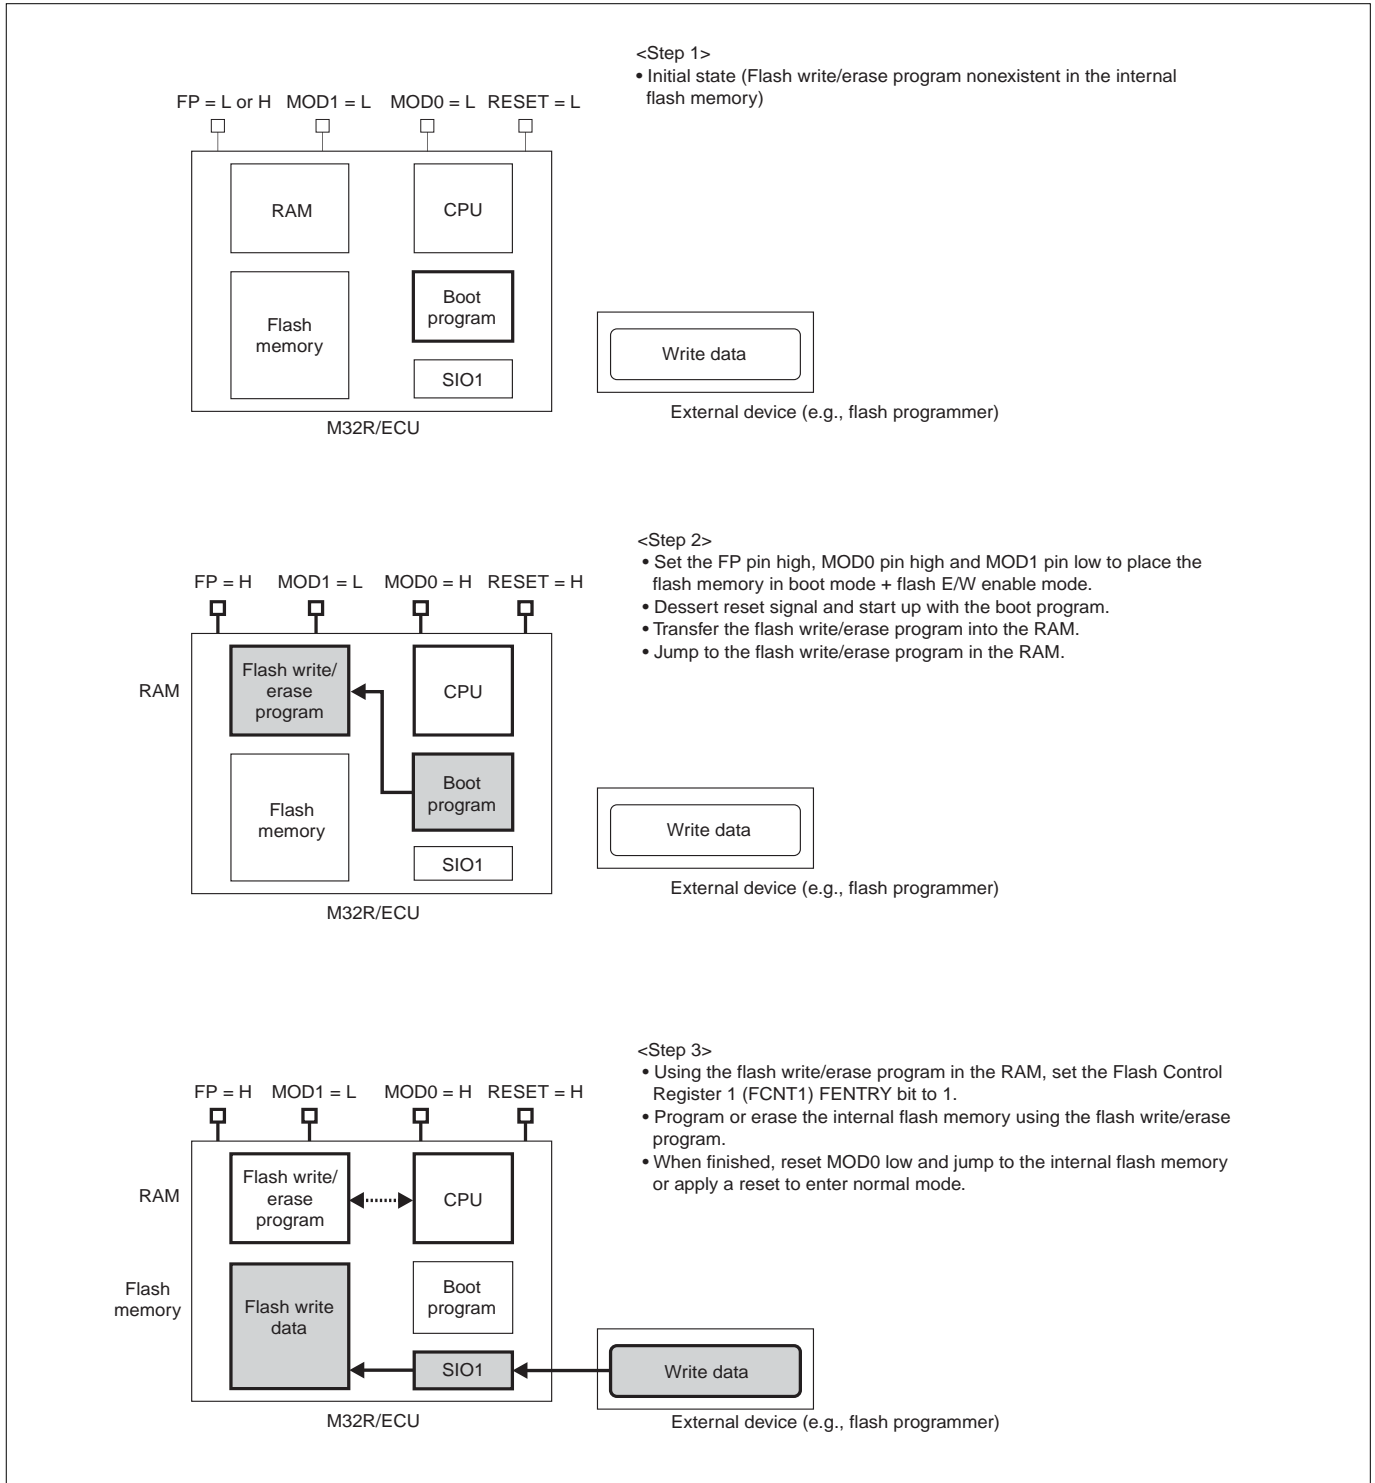 <Step 1>
• Initial state (Flash write/erase program nonexistent in the internal
flash memory)
FP = L or H MOD1 = L MOD0 = L RESET = L
RAM
CPU
Flash
memory
Boot
program
SIO1
M32R/ECU
Write data
External device (e.g., flash programmer)
<Step 2>
• Set the FP pin high, MOD0 pin high and MOD1 pin low to place the
flash memory in boot mode + flash E/W enable mode.
• Dessert reset signal and start up with the boot program.
• Transfer the flash write/erase program into the RAM.
• Jump to the flash write/erase program in the RAM.
FP = H MOD1 = L MOD0 = H RESET = H
RAM
Flash write/
erase
program
CPU
Flash
memory
Boot
program
SIO1
M32R/ECU
Write data
External device (e.g., flash programmer)
<Step 3>
• Using the flash write/erase program in the RAM, set the Flash Control
Register 1 (FCNT1) FENTRY bit to 1.
• Program or erase the internal flash memory using the flash write/erase
program.
• When finished, reset MOD0 low and jump to the internal flash memory
or apply a reset to enter normal mode.
FP = H MOD1 = L MOD0 = H RESET = H
RAM
Flash write/
erase
program
CPU
Flash
memory
Flash write
data
Boot
program
SIO1
M32R/ECU
Write data
External device (e.g., flash programmer)